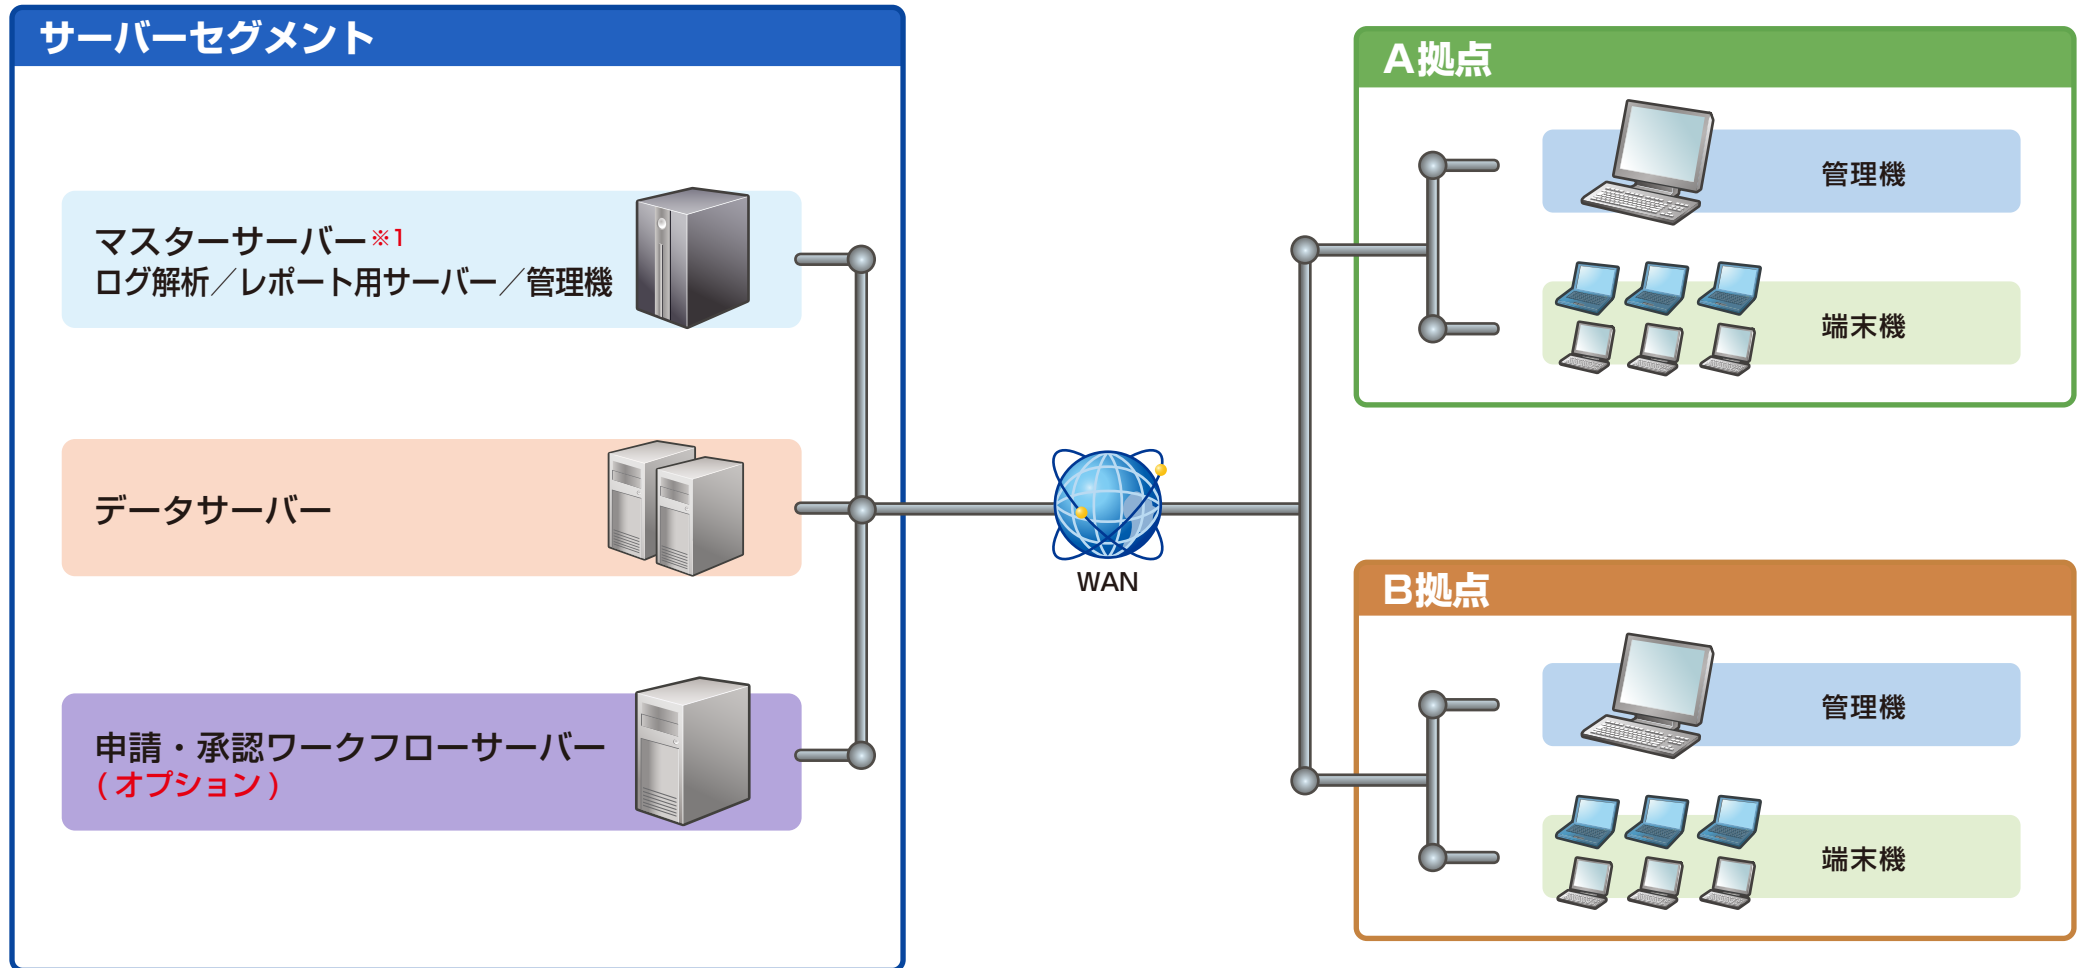 サーバーセグメント
マスターサーバー※1
ログ解析／レポート用サーバー／管理機
データサーバー
申請・承認ワークフローサーバー
(オプション)
WAN
A拠点
管理機
端末機
B拠点
管理機
端末機